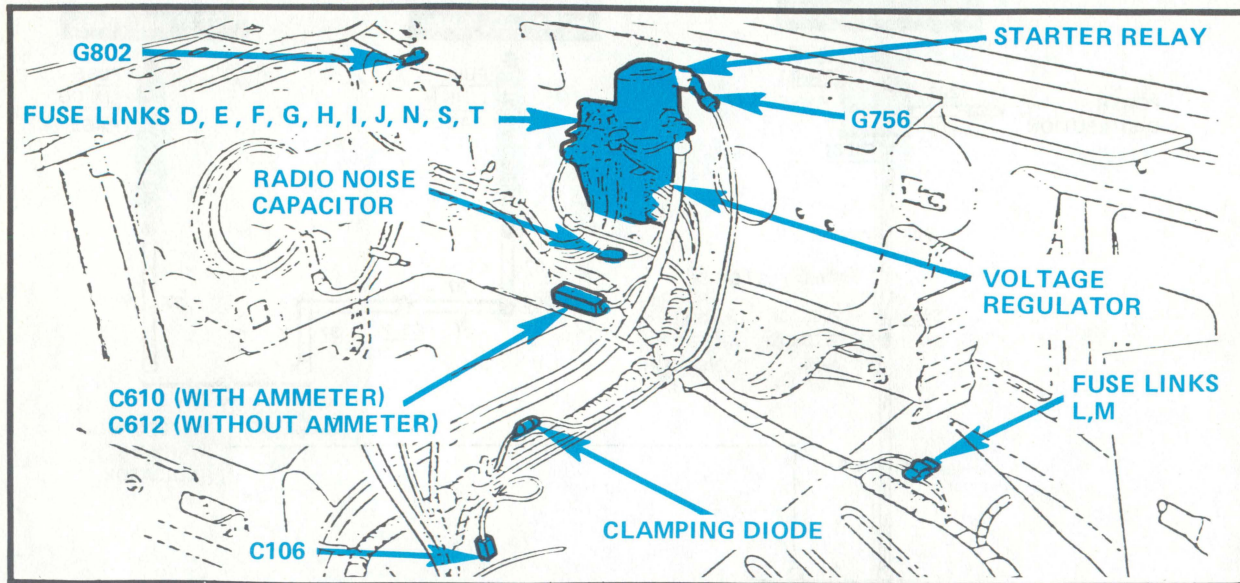 G802
STARTER RELAY
FUSE LINKS D, E, F, G, H, I, J, N, S, T
G756
RADIO NOISE
CAPACITOR
VOLTAGE
REGULATOR
C610 (WITH AMMETER)
C612 (WITHOUT AMMETER)
FUSE LINKS
L,M
CLAMPING DIODE
C106